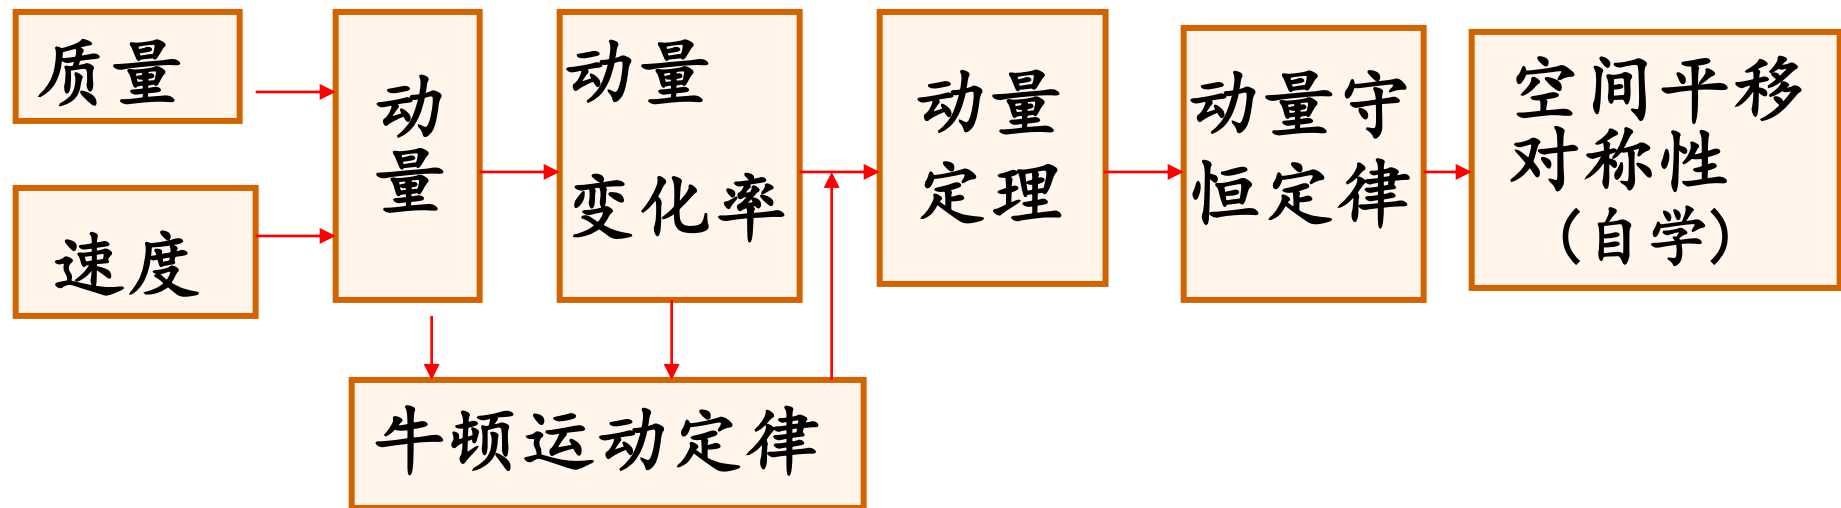 质量
速度
动
量
动量
变化率
动量
定理
动量守
恒定律
空间平移
对称性
（自学）
牛顿运动定律